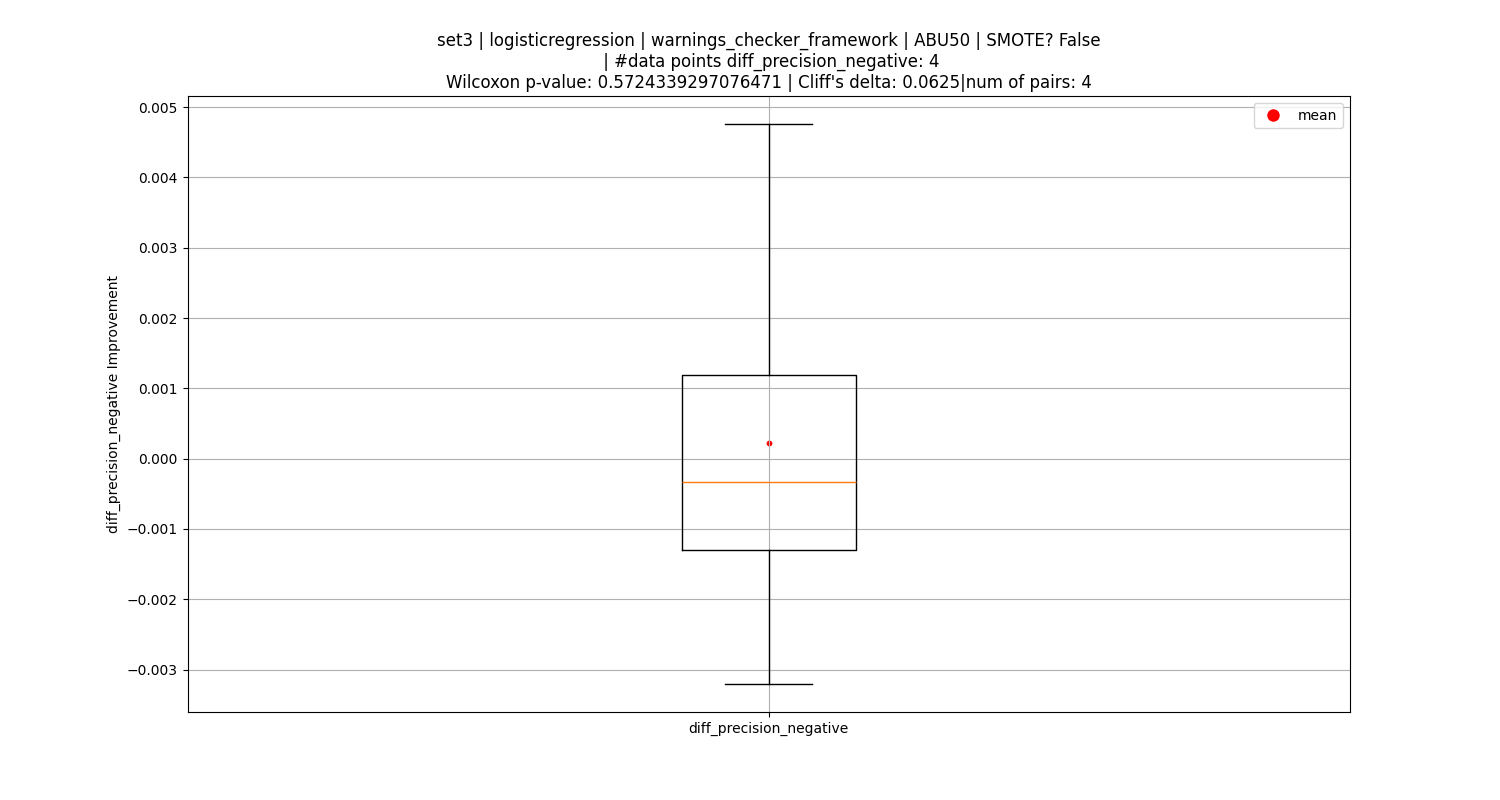 set3 | logisticregression | warnings_checker_framework | ABU50 | SMOTE? False
| #data points diff_precision_negative: 4
Wilcoxon p-value: 0.5724339297076471 | Cliff's delta: 0.0625|num of pairs: 4
mean
0.005
0.004
0.003
0.002
0.001
0.000
−0.001
−0.002
−0.003
diff_precision_negative Improvement
diff_precision_negative